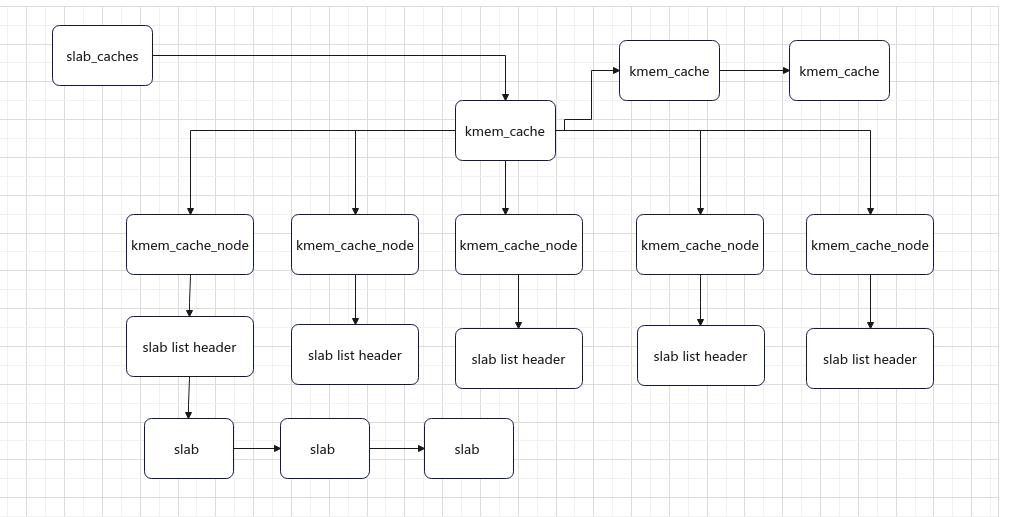 slab_caches
kmem_cache
kmem_cache
kmem_cache
kmem_cache_node
kmem_cache_node
kmem_cache_node
kmem_cache_node
kmem_cache_node
slab list header
slab list header
slab list header
slab list header
slab list header
slab
slab
slab